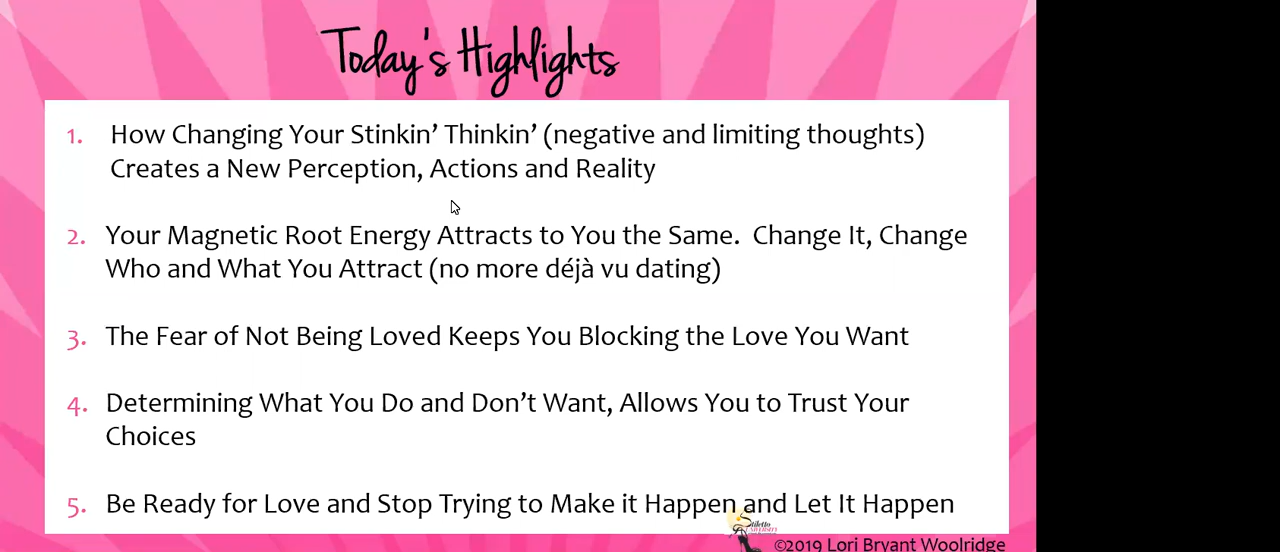 Today's Highlights
1. How Changing Your Stinkin’ Thinkin’ (negative and limiting thoughts)
Creates a New Perception, Actions and Reality
2. Your Magnetic Root Energy Attracts to You the Same. Change It, Change
Who and What You Attract (no more déjà vu dating)
3. The Fear of Not Being Loved Keeps You Blocking the Love You Want
4. Determining What You Do and Don’t Want, Allows You to Trust Your
Choices
5. Be Ready for Love and Stop Trying to Make it Happen and Let It Happen
Stiletto
University
©2019 Lori Bryant Woolridge